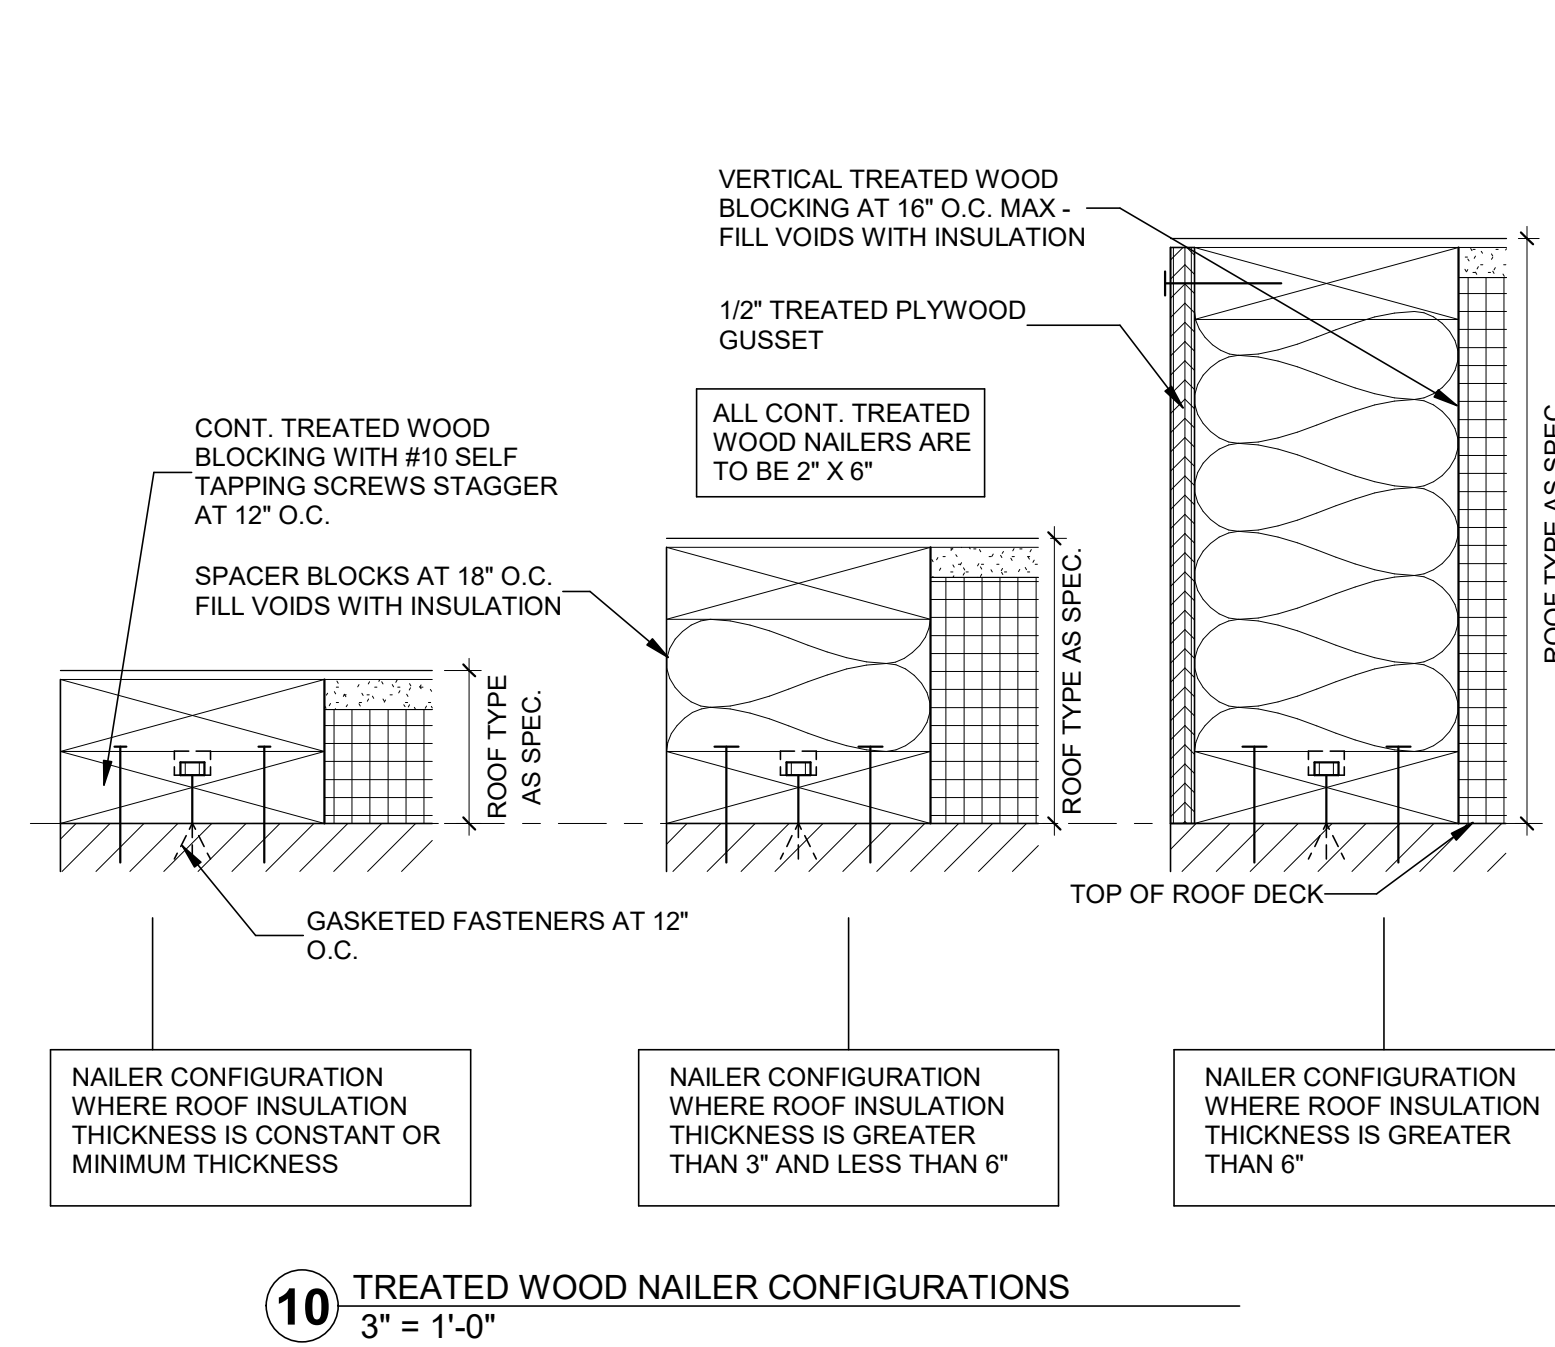 VERTICAL TREATED WOOD
BLOCKING AT 16" O.C. MAX -
FILL VOIDS WITH INSULATION
1/2" TREATED PLYWOOD
GUSSET
ALL CONT. TREATED
WOOD NAILERS ARE
TO BE 2" X 6"
CONT. TREATED WOOD
BLOCKING WITH #10 SELF
TAPPING SCREWS STAGGER
AT 12" O.C.
SPACER BLOCKS AT 18" O.C.
FILL VOIDS WITH INSULATION
ROOF TYPE
AS SPEC.
ROOF TYPE AS SPEC.
ROOF TYPE AS SPEC.
TOP OF ROOF DECK
GASKETED FASTENERS AT 12"
O.C.
NAILER CONFIGURATION
WHERE ROOF INSULATION
THICKNESS IS CONSTANT OR
MINIMUM THICKNESS
NAILER CONFIGURATION
WHERE ROOF INSULATION
THICKNESS IS GREATER
THAN 3" AND LESS THAN 6"
NAILER CONFIGURATION
WHERE ROOF INSULATION
THICKNESS IS GREATER
THAN 6"
10
TREATED WOOD NAILER CONFIGURATIONS
3" = 1'-0"